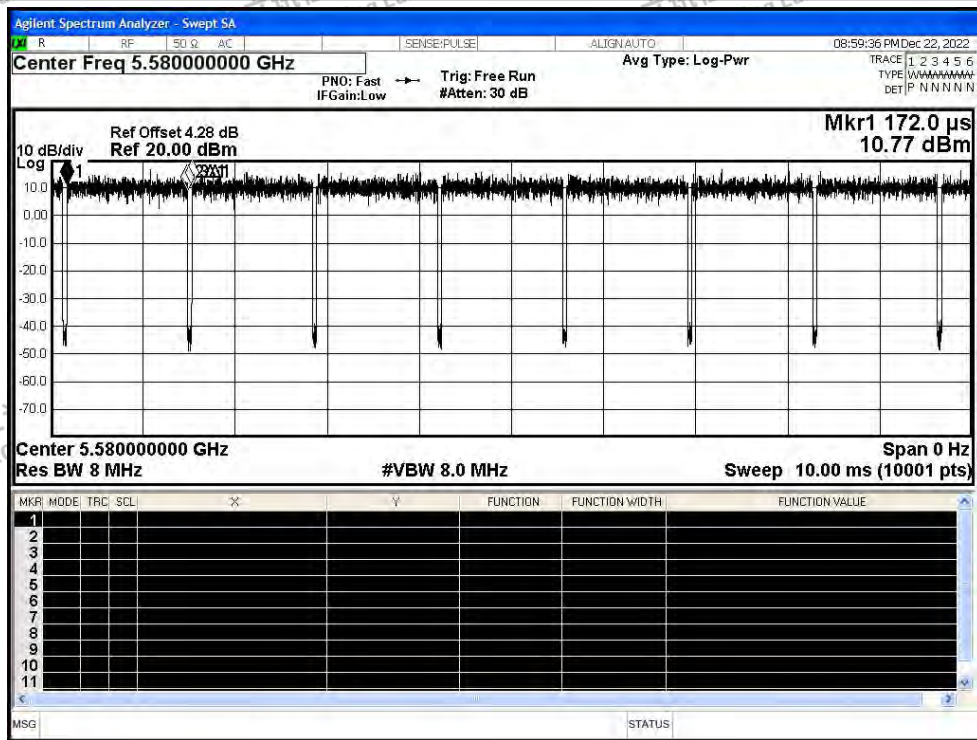 Agilent Spectrum Analyzer - Swept SA
R RF 50 Ω AC SENSE:PULSE ALIGN AUTO 08:59:36 PM Dec 22, 2022
Center Freq 5.580000000 GHz
Avg Type: Log-Pwr
TRACE 1 2 3 4 5 6
TYPE
DET P N N N N N
PNO: Fast
IFGain:Low
Trig: Free Run
#Atten: 30 dB
Mkr1 172.0 µs
10.77 dBm
Ref Offset 4.28 dB
10 dB/div Ref 20.00 dBm
Log
1
10.0
0.00
-10.0
-20.0
-30.0
-40.0
-50.0
-60.0
-70.0
Center 5.580000000 GHz Span 0 Hz
Res BW 8 MHz #VBW 8.0 MHz Sweep 10.00 ms (10001 pts)
MKR MODE TRC SCL X Y FUNCTION FUNCTION WIDTH FUNCTION VALUE
1
2
3
4
5
6
7
8
9
10
11
MSG STATUS